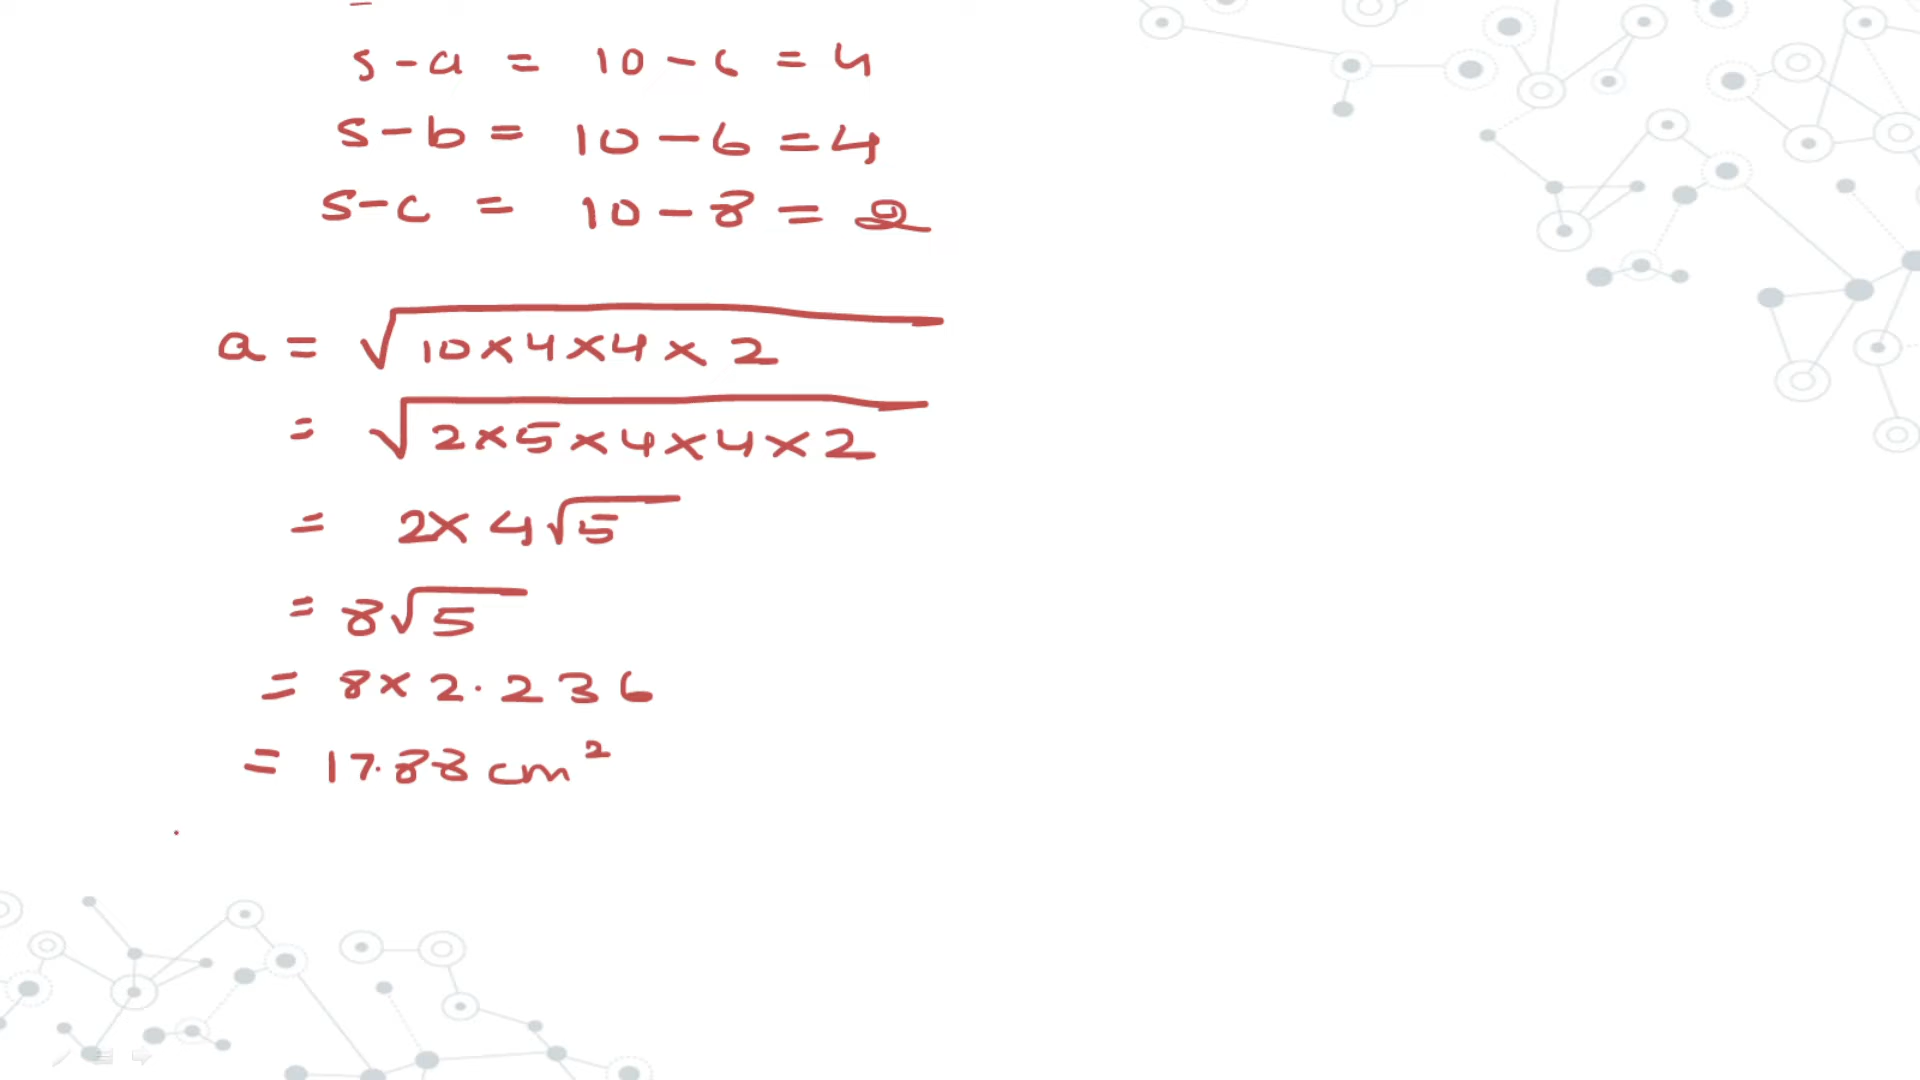 s-a = 10-6 = 4
s-b = 10-6 = 4
s-c = 10-8 = 2
a = √10×4×4×2
= √2×5×4×4×2
= 2×4√5
= 8√5
= 8×2.236
= 17.88 cm²